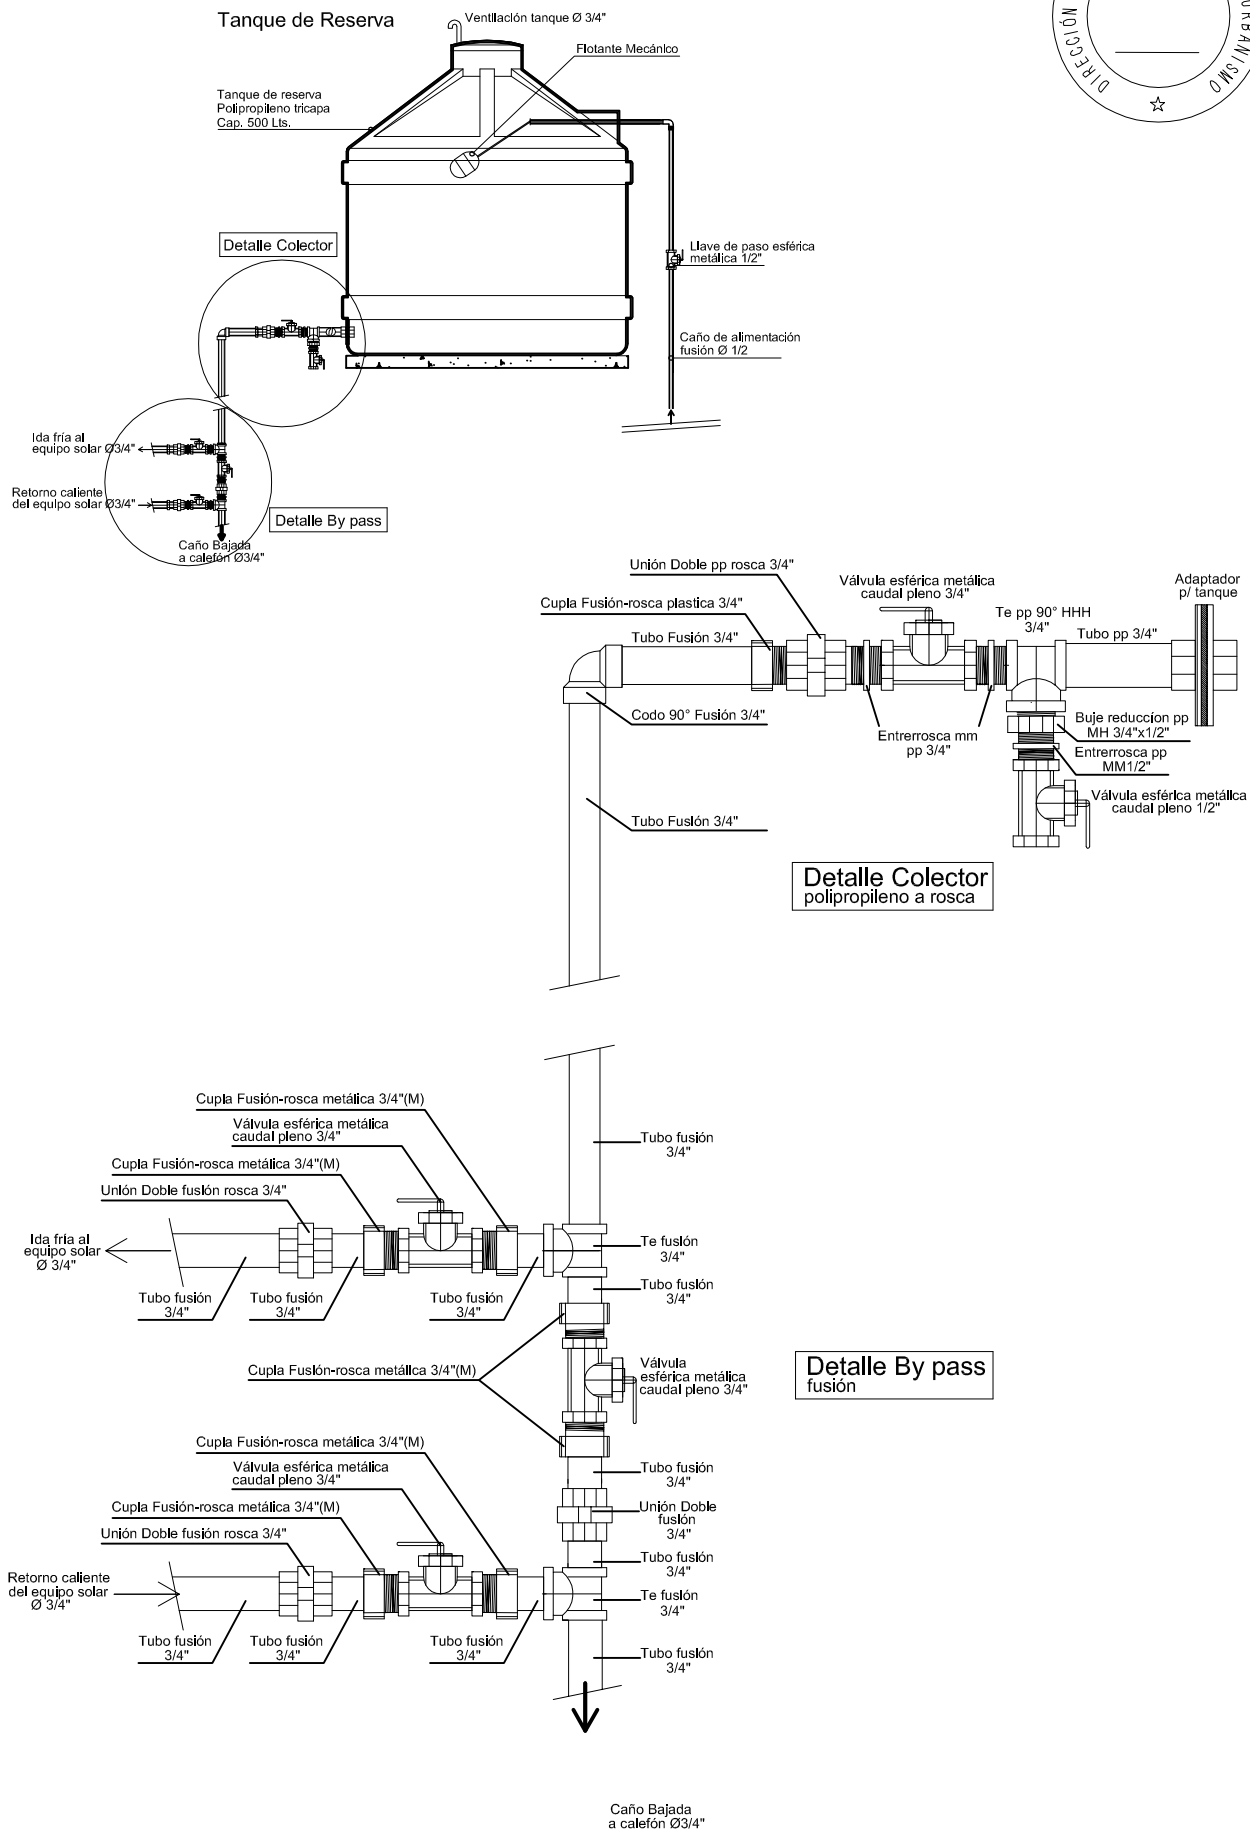 Tanque de Reserva
Ventilación tanque Ø 3/4"
Flotante Mecánico
Tanque de reserva
Polipropileno tricapa
Cap. 500 Lts.
DIRECCIÓN
URBANISMO
Detalle Colector
Llave de paso esférica
metálica 1/2"
Caño de alimentación
fusión Ø 1/2
Ida fría al
equipo solar Ø3/4"
Retorno caliente
del equipo solar Ø3/4"
Detalle By pass
Caño Bajada
a calefón Ø3/4"
Unión Doble pp rosca 3/4"
Válvula esférica metálica
caudal pleno 3/4"
Adaptador
p/ tanque
Cupla Fusión-rosca plastica 3/4"
Te pp 90° HHH
3/4"
Tubo Fusión 3/4"
Tubo pp 3/4"
Codo 90° Fusión 3/4"
Entrerrosca mm
pp 3/4"
Buje reduccíon pp
MH 3/4"x1/2"
Entrerrosca pp
MM1/2"
Válvula esférica metálica
caudal pleno 1/2"
Tubo Fusión 3/4"
Detalle Colector
polipropileno a rosca
Cupla Fusión-rosca metálica 3/4"(M)
Válvula esférica metálica
caudal pleno 3/4"
Cupla Fusión-rosca metálica 3/4"(M)
Unión Doble fusión rosca 3/4"
Tubo fusión
3/4"
Ida fría al
equipo solar
Ø 3/4"
Te fusión
3/4"
Tubo fusión
3/4"
Tubo fusión
3/4"
Tubo fusión
3/4"
Tubo fusión
3/4"
Cupla Fusión-rosca metálica 3/4"(M)
Válvula
esférica metálica
caudal pleno 3/4"
Detalle By pass
fusión
Cupla Fusión-rosca metálica 3/4"(M)
Válvula esférica metálica
caudal pleno 3/4"
Cupla Fusión-rosca metálica 3/4"(M)
Unión Doble fusión rosca 3/4"
Tubo fusión
3/4"
Unión Doble
fusión
3/4"
Tubo fusión
3/4"
Retorno caliente
del equipo solar
Ø 3/4"
Te fusión
3/4"
Tubo fusión
3/4"
Tubo fusión
3/4"
Tubo fusión
3/4"
Tubo fusión
3/4"
Caño Bajada
a calefón Ø3/4"